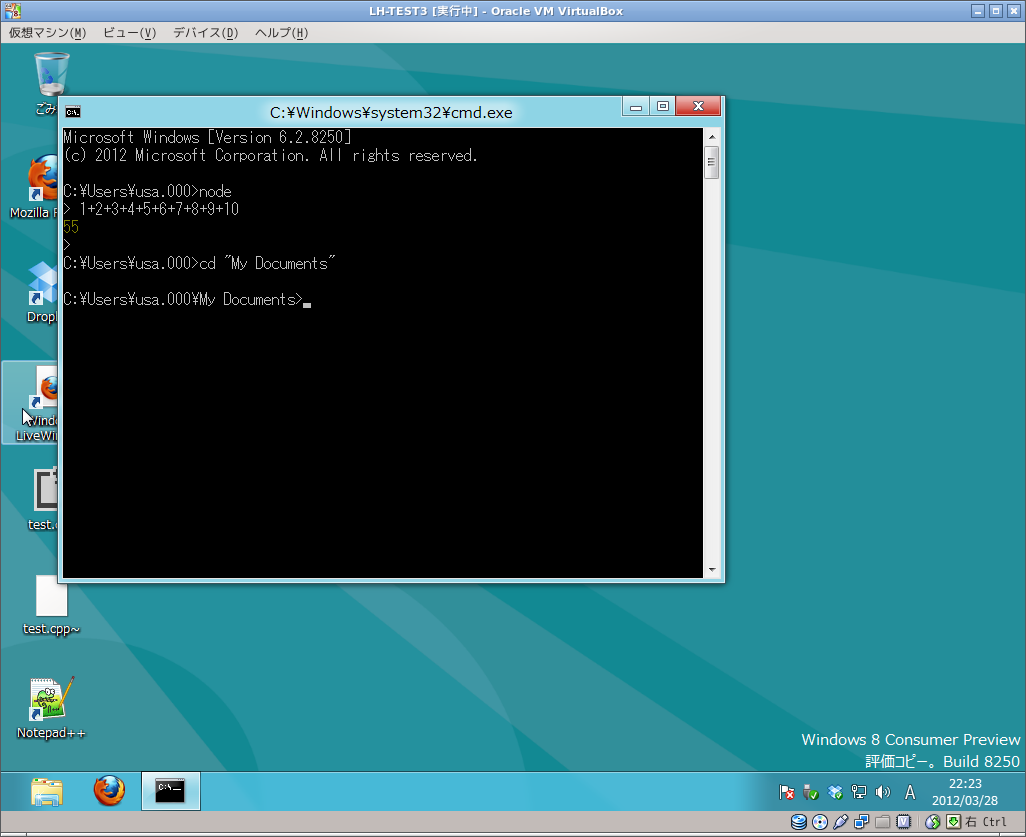 LH-TEST3 [実行中] - Oracle VM VirtualBox
仮想マシン(M) ビュー(V) デバイス(D) ヘルプ(H)
C:¥Windows¥system32¥cmd.exe
Microsoft Windows [Version 6.2.8250]
(c) 2012 Microsoft Corporation. All rights reserved.
C:¥Users¥usa.000>node
> 1+2+3+4+5+6+7+8+9+10
55
>
C:¥Users¥usa.000>cd "My Documents"
C:¥Users¥usa.000¥My Documents>
ごみ
Mozilla F
Drop
Windo
LiveWi
test.
test.cpp~
Notepad++
Windows 8 Consumer Preview
評価コピー。Build 8250
C:\
A
22:23
2012/03/28
右 Ctrl